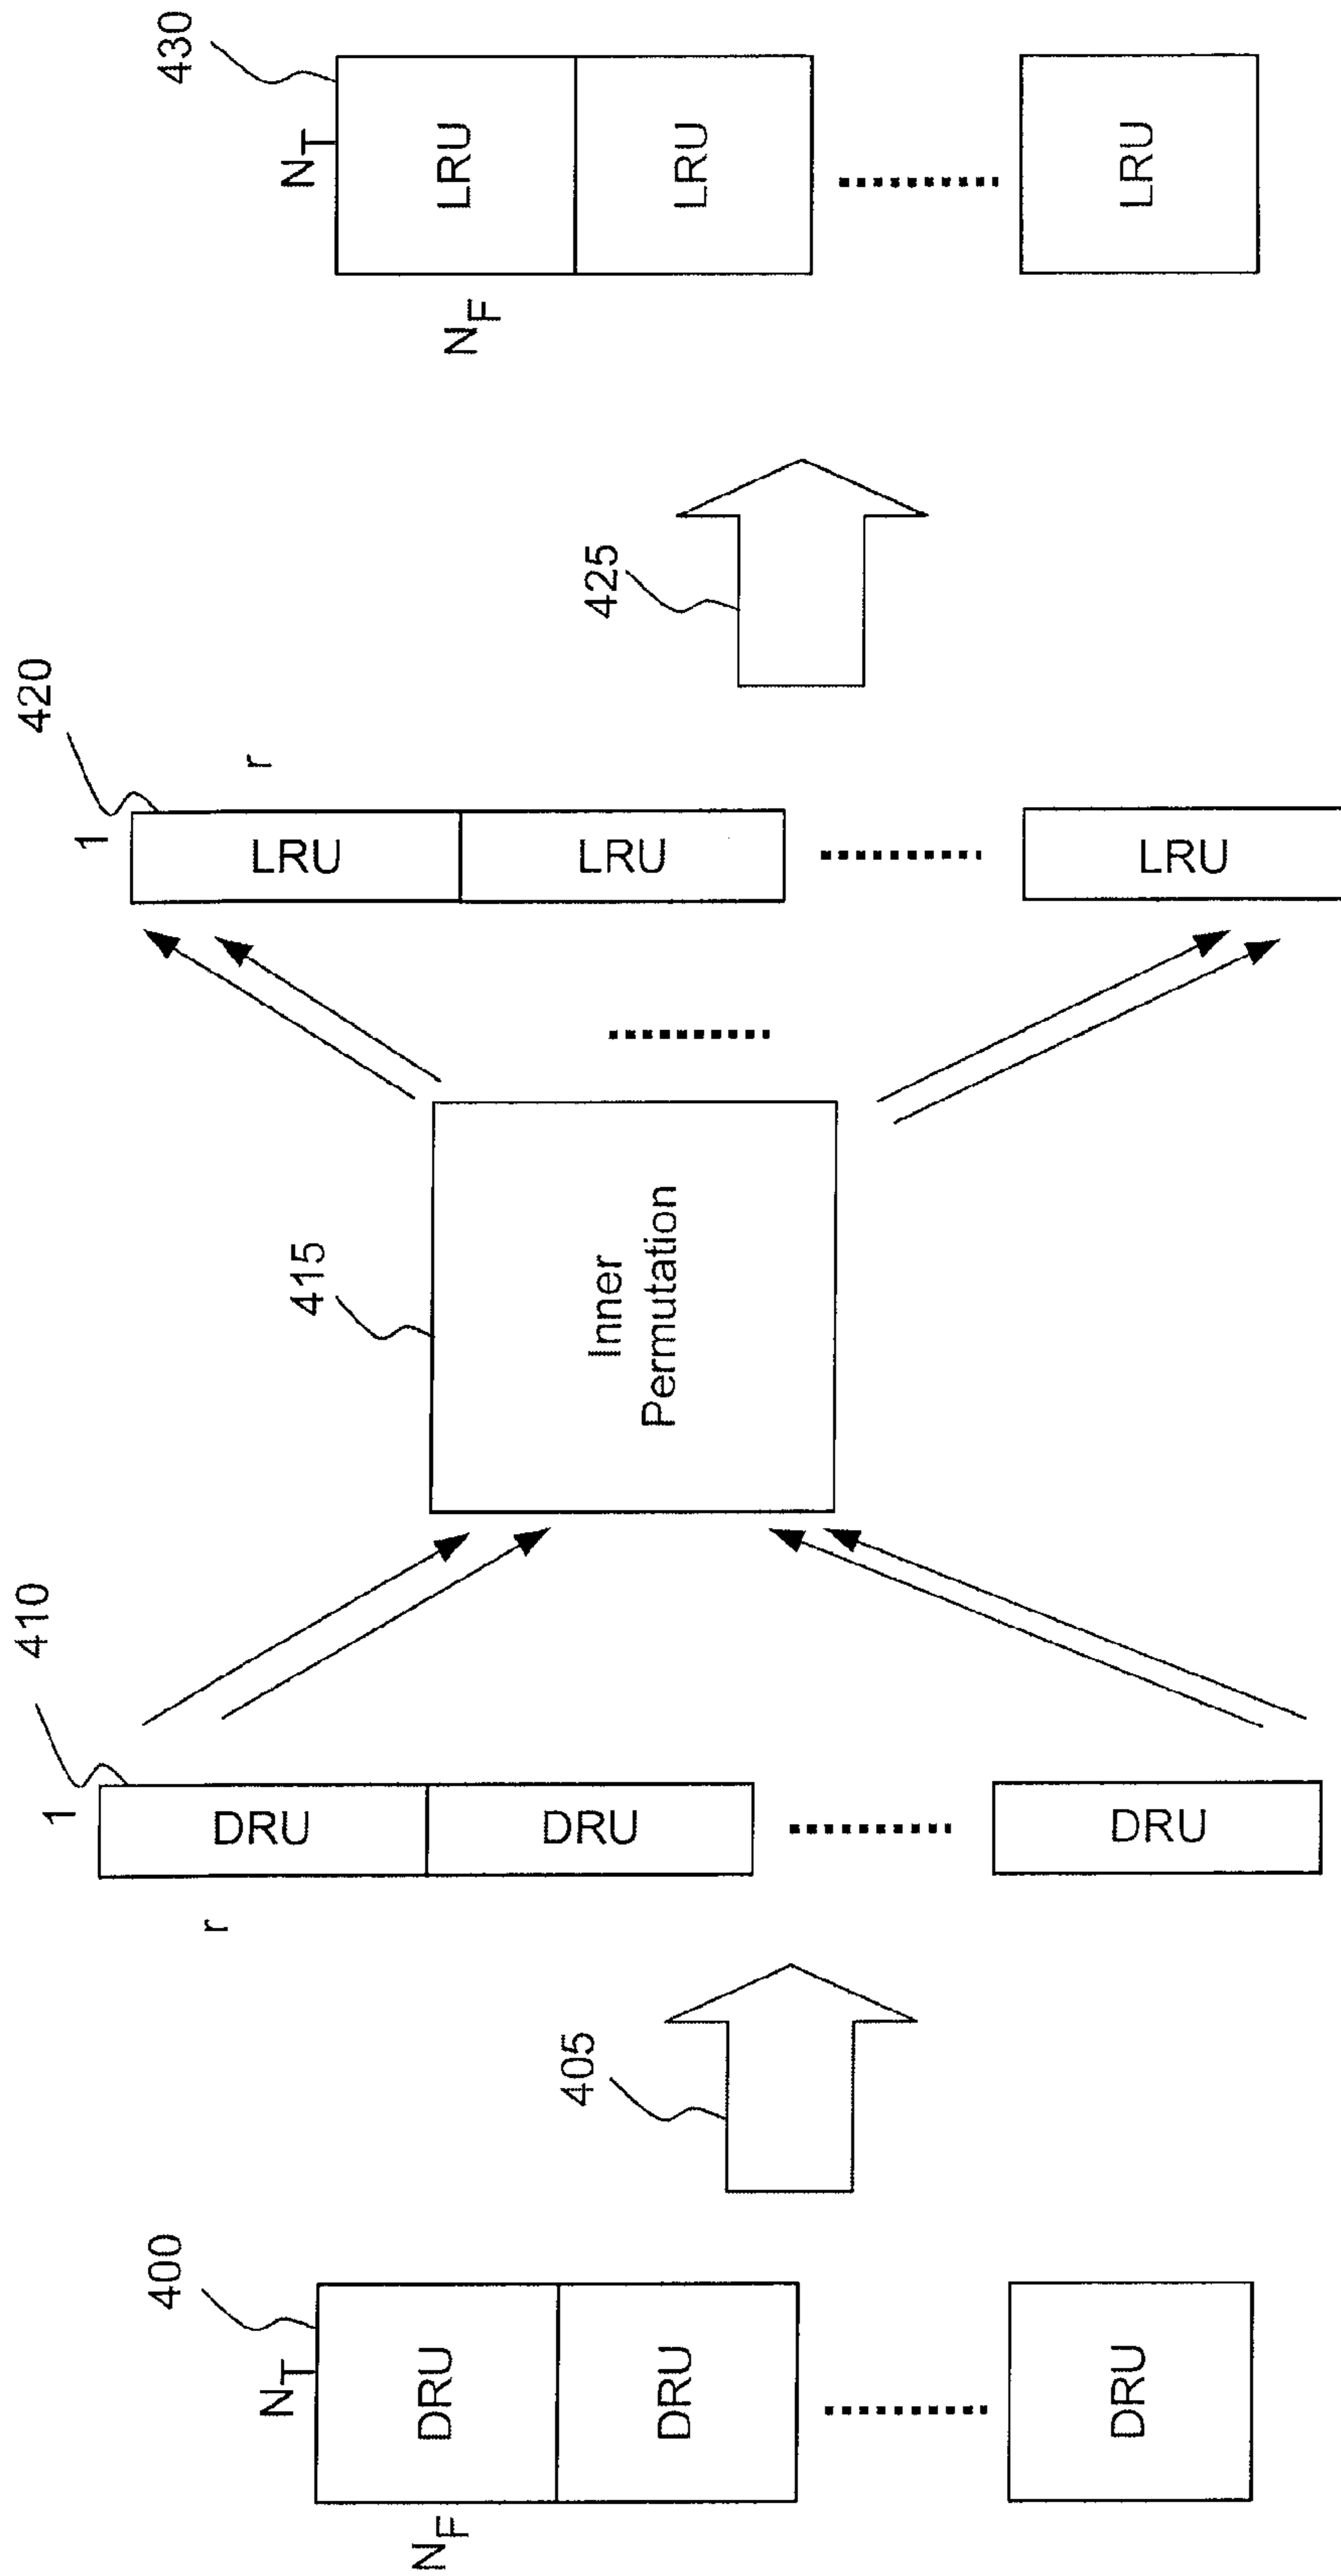 400
N_T
N_F
DRU
DRU
DRU
405
410
1
r
DRU
DRU
DRU
415
Inner
Permutation
420
1
r
LRU
LRU
LRU
425
430
N_T
N_F
LRU
LRU
LRU